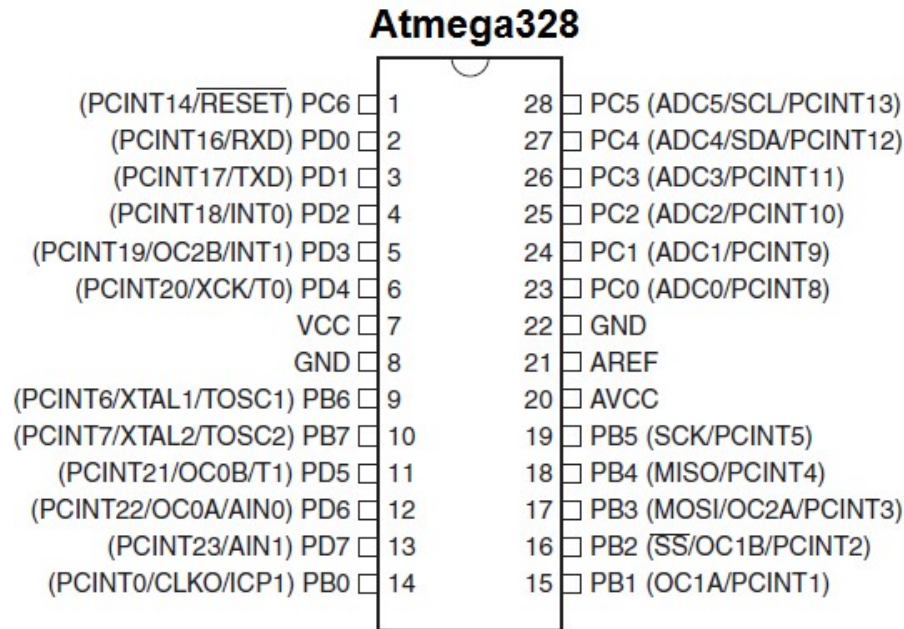 Atmega328
(PCINT14/RESET) PC6 1 28 PC5 (ADC5/SCL/PCINT13)
(PCINT16/RXD) PD0 2 27 PC4 (ADC4/SDA/PCINT12)
(PCINT17/TXD) PD1 3 26 PC3 (ADC3/PCINT11)
(PCINT18/INT0) PD2 4 25 PC2 (ADC2/PCINT10)
(PCINT19/OC2B/INT1) PD3 5 24 PC1 (ADC1/PCINT9)
(PCINT20/XCK/T0) PD4 6 23 PC0 (ADC0/PCINT8)
VCC 7 22 GND
GND 8 21 AREF
(PCINT6/XTAL1/TOSC1) PB6 9 20 AVCC
(PCINT7/XTAL2/TOSC2) PB7 10 19 PB5 (SCK/PCINT5)
(PCINT21/OC0B/T1) PD5 11 18 PB4 (MISO/PCINT4)
(PCINT22/OC0A/AIN0) PD6 12 17 PB3 (MOSI/OC2A/PCINT3)
(PCINT23/AIN1) PD7 13 16 PB2 (SS/OC1B/PCINT2)
(PCINT0/CLKO/ICP1) PB0 14 15 PB1 (OC1A/PCINT1)